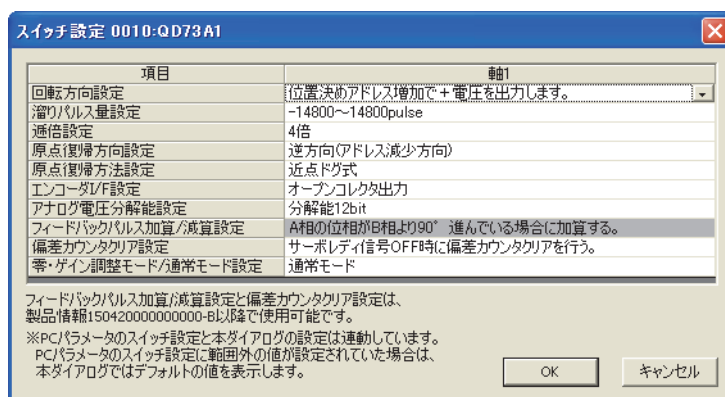 スイッチ設定 0010:QD73A1
項目 軸1
回転方向設定 位置決めアドレス増加で+電圧を出力します。
溜りパルス量設定 -14800～14800pulse
逓倍設定 4倍
原点復帰方向設定 逆方向(アドレス減少方向)
原点復帰方法設定 近点ドグ式
エンコーダI/F設定 オープンコレクタ出力
アナログ電圧分解能設定 分解能12bit
フィードバックパルス加算/減算設定 A相の位相がB相より90°進んでいる場合に加算する。
偏差カウンタクリア設定 サーボレディ信号OFF時に偏差カウンタクリアを行う。
零・ゲイン調整モード/通常モード設定 通常モード
フィードバックパルス加算/減算設定と偏差カウンタクリア設定は、
製品情報150420000000000-B以降で使用可能です。
※PCパラメータのスイッチ設定と本ダイアログの設定は連動しています。
PCパラメータのスイッチ設定に範囲外の値が設定されていた場合は、
本ダイアログではデフォルトの値を表示します。
OK キャンセル